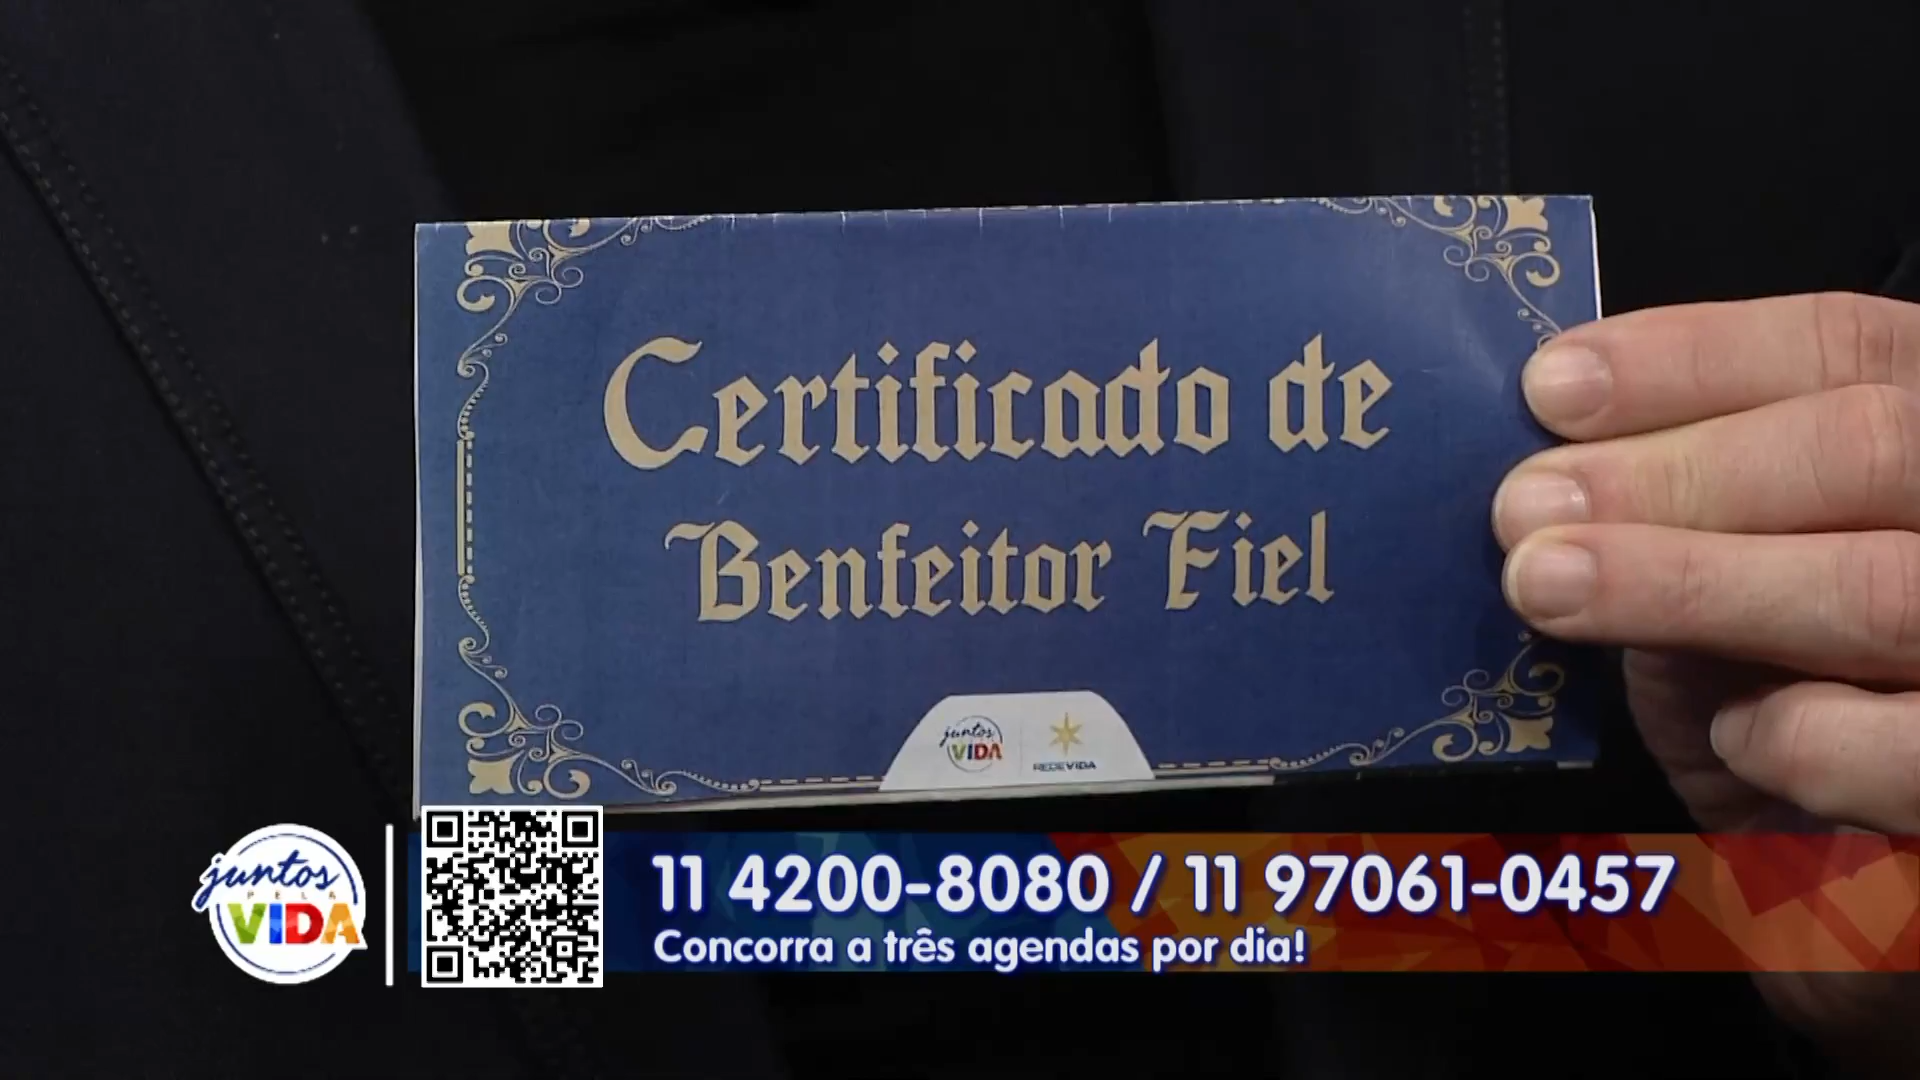 Certificado de
Benfeitor Fiel
juntos
VIDA
REDEVIDA
juntos
PELA
VIDA
11 4200-8080 / 11 97061-0457
Concorra a três agendas por dia!